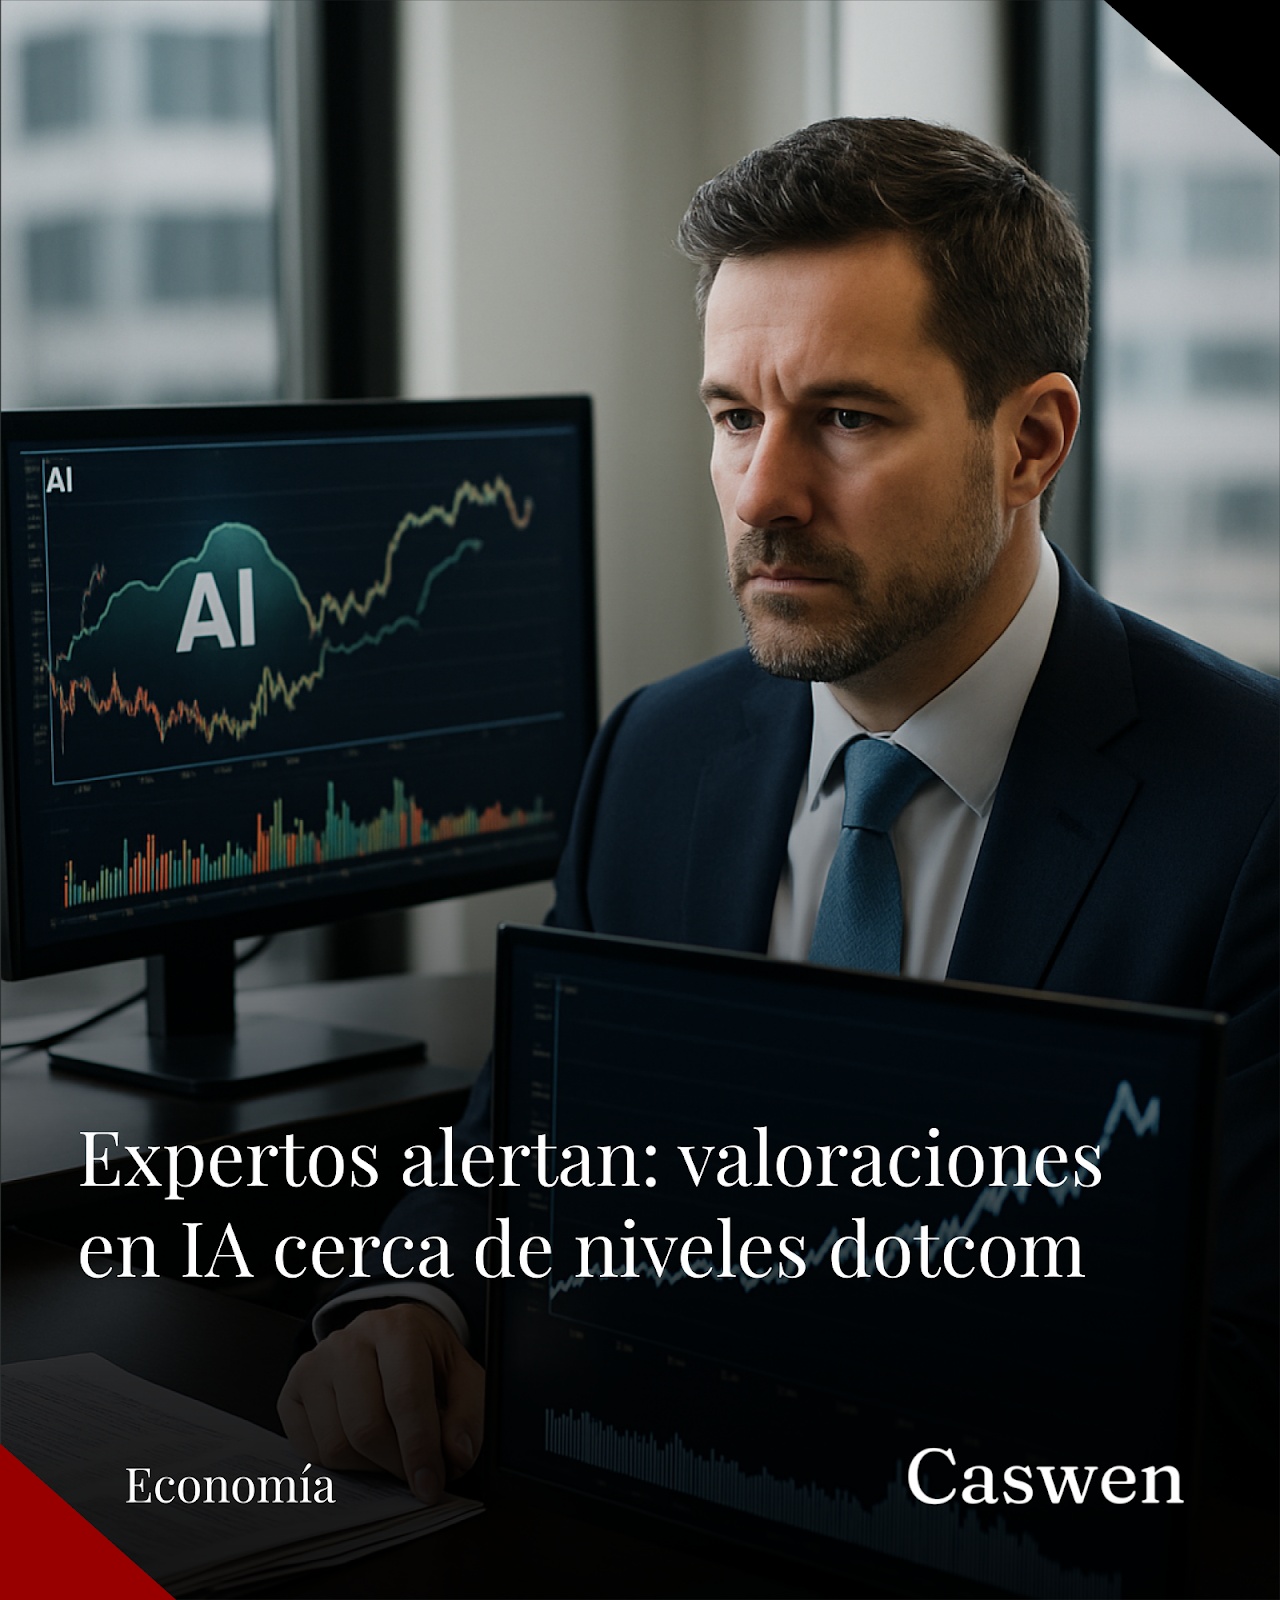 AI
AI
Expertos alertan: valoraciones
en IA cerca de niveles dotcom
Economía
Caswen